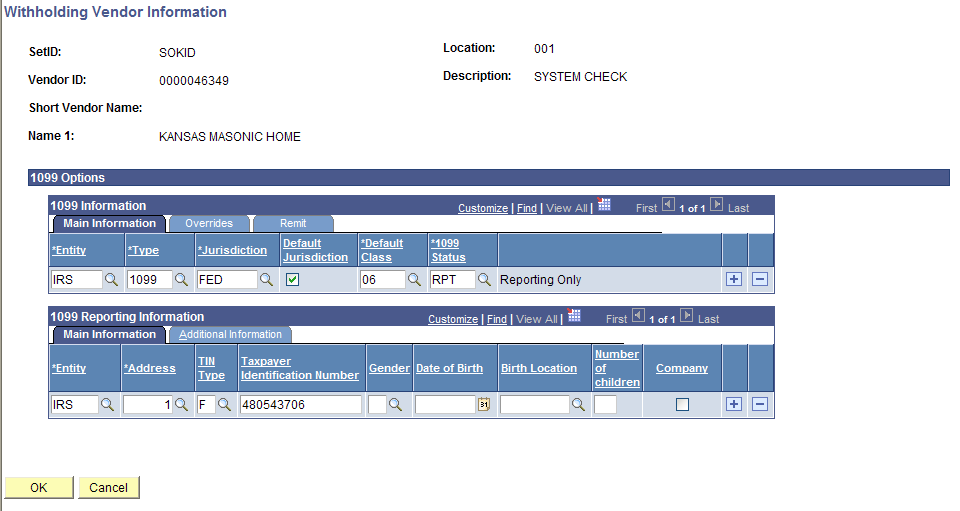 Withholding Vendor Information
SetID: SOKID Location: 001
Vendor ID: 0000046349 Description: SYSTEM CHECK
Short Vendor Name:
Name 1: KANSAS MASONIC HOME
1099 Options
1099 Information Customize | Find | View All | First 1 of 1 Last
Main Information Overrides Remit
*Entity *Type *Jurisdiction Default Jurisdiction *Default Class *1099 Status
IRS 1099 FED 06 RPT Reporting Only
1099 Reporting Information Customize | Find | View All | First 1 of 1 Last
Main Information Additional Information
*Entity *Address TIN Type Taxpayer Identification Number Gender Date of Birth Birth Location Number of children Company
IRS 1 F 480543706 31
OK Cancel